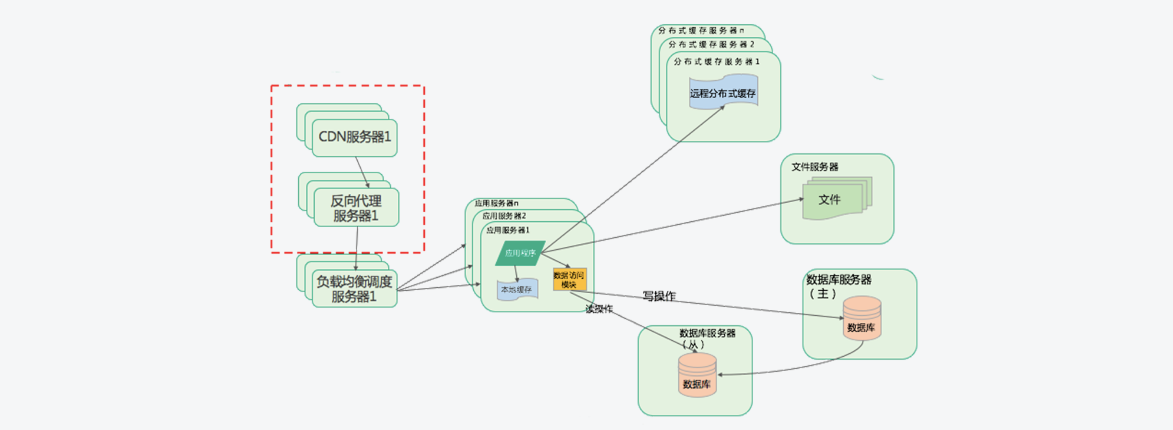 分布式缓存服务器n
分布式缓存服务器2
分布式缓存服务器1
远程分布式缓存
CDN服务器1
反向代理
服务器1
负载均衡调度
服务器1
应用服务器n
应用服务器2
应用服务器1
应用程序
本地缓存
数据访问
模块
文件服务器
文件
写操作
读操作
数据库服务器
（主）
数据库
数据库服务器
（从）
数据库